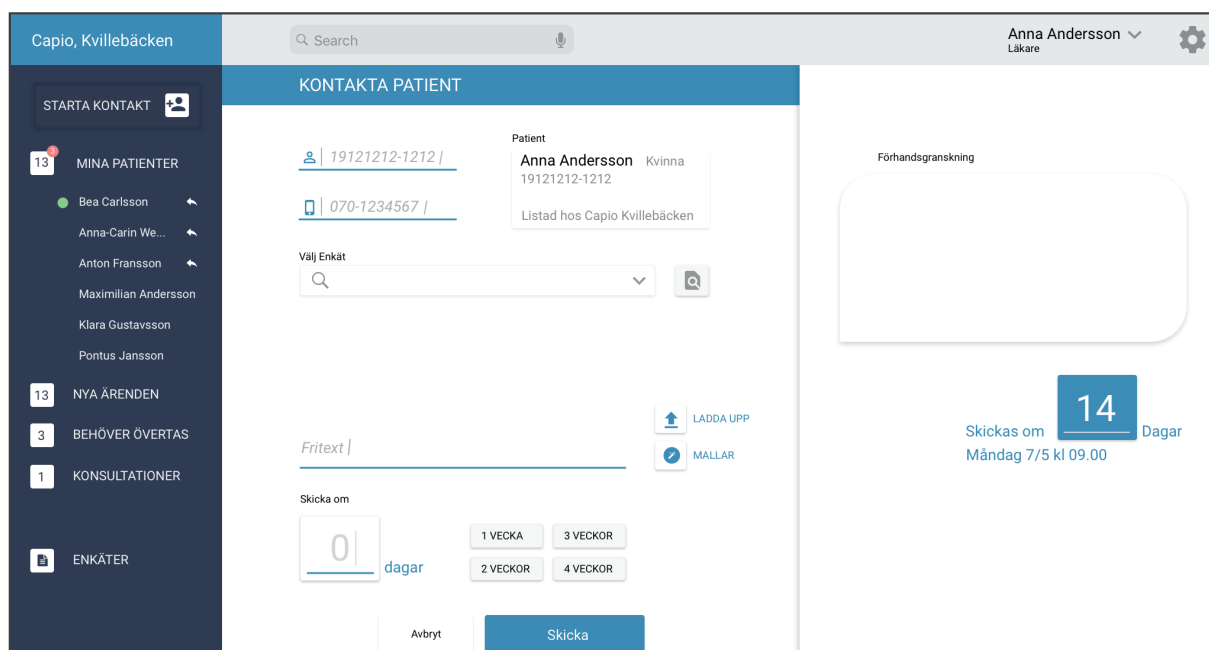 Capio, Kvillebäcken
Search
Anna Andersson
Läkare
STARTA KONTAKT
13
3
MINA PATIENTER
Bea Carlsson
Anna-Carin We...
Anton Fransson
Maximilian Andersson
Klara Gustavsson
Pontus Jansson
13 NYA ÄRENDEN
3 BEHÖVER ÖVERTAS
1 KONSULTATIONER
ENKÄTER
KONTAKTA PATIENT
19121212-1212 |
070-1234567 |
Patient
Anna Andersson Kvinna
19121212-1212
Listad hos Capio Kvillebäcken
Välj Enkät
Fritext |
LADDA UPP
MALLAR
Skicka om
0 dagar
1 VECKA 3 VECKOR
2 VECKOR 4 VECKOR
Avbryt Skicka
Förhandsgranskning
Skickas om 14 Dagar
Måndag 7/5 kl 09.00